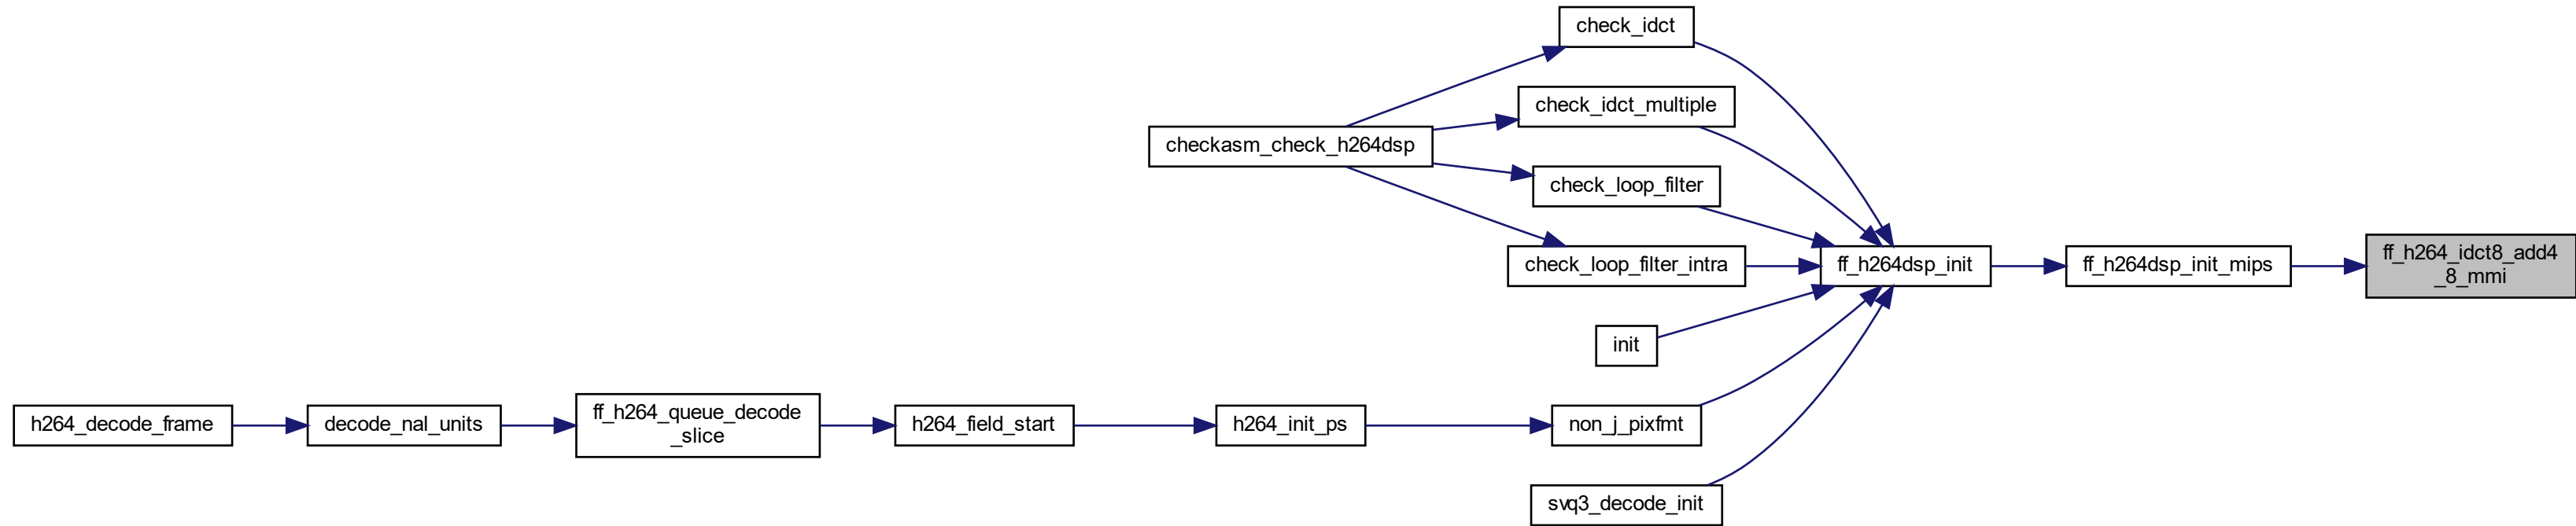 check_idct
check_idct_multiple
checkasm_check_h264dsp
check_loop_filter
check_loop_filter_intra
ff_h264dsp_init
ff_h264dsp_init_mips
ff_h264_idct8_add4
_8_mmi
init
h264_decode_frame
decode_nal_units
ff_h264_queue_decode
_slice
h264_field_start
h264_init_ps
non_j_pixfmt
svq3_decode_init